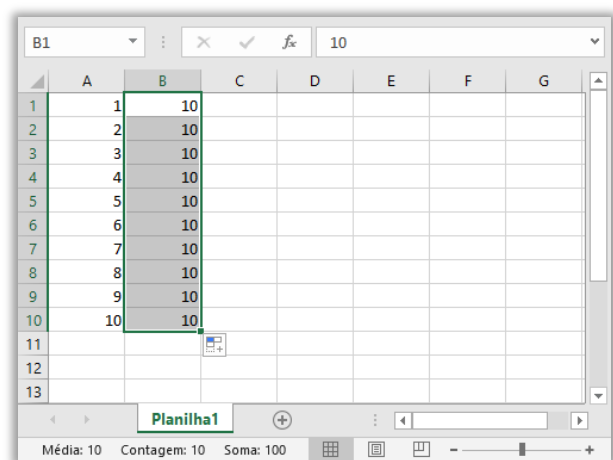 B1 fx 10
A B C D E F G
1 1 10
2 2 10
3 3 10
4 4 10
5 5 10
6 6 10
7 7 10
8 8 10
9 9 10
10 10 10
11
12
13
Planilha1
Média: 10 Contagem: 10 Soma: 100